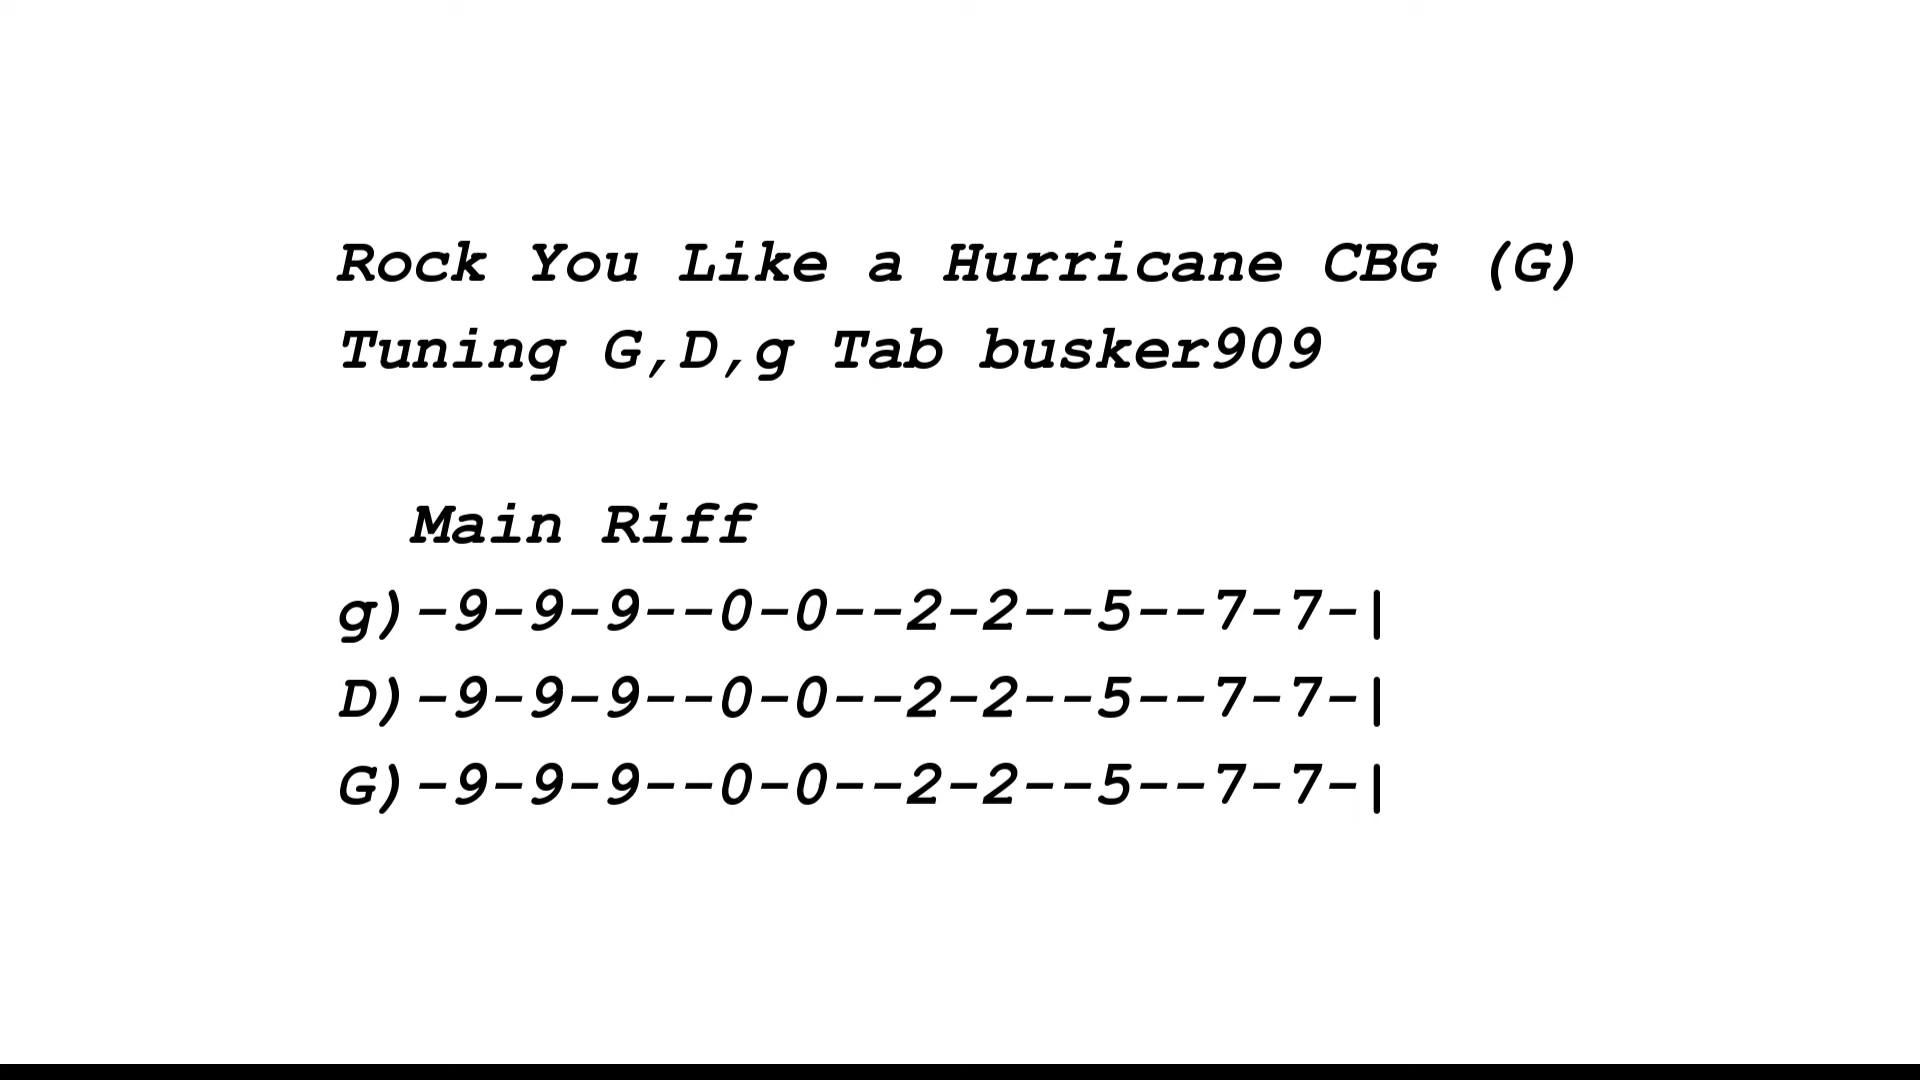 Rock You Like a Hurricane CBG (G)
Tuning G,D,g Tab busker909
Main Riff
g)-9-9-9--0-0--2-2--5--7-7-|
D)-9-9-9--0-0--2-2--5--7-7-|
G)-9-9-9--0-0--2-2--5--7-7-|